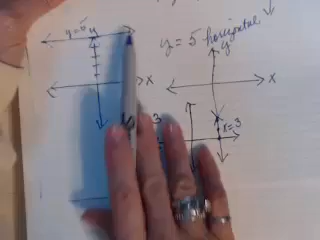 y=5 y
y = 5 horizontal
y
x
x
3
x=3